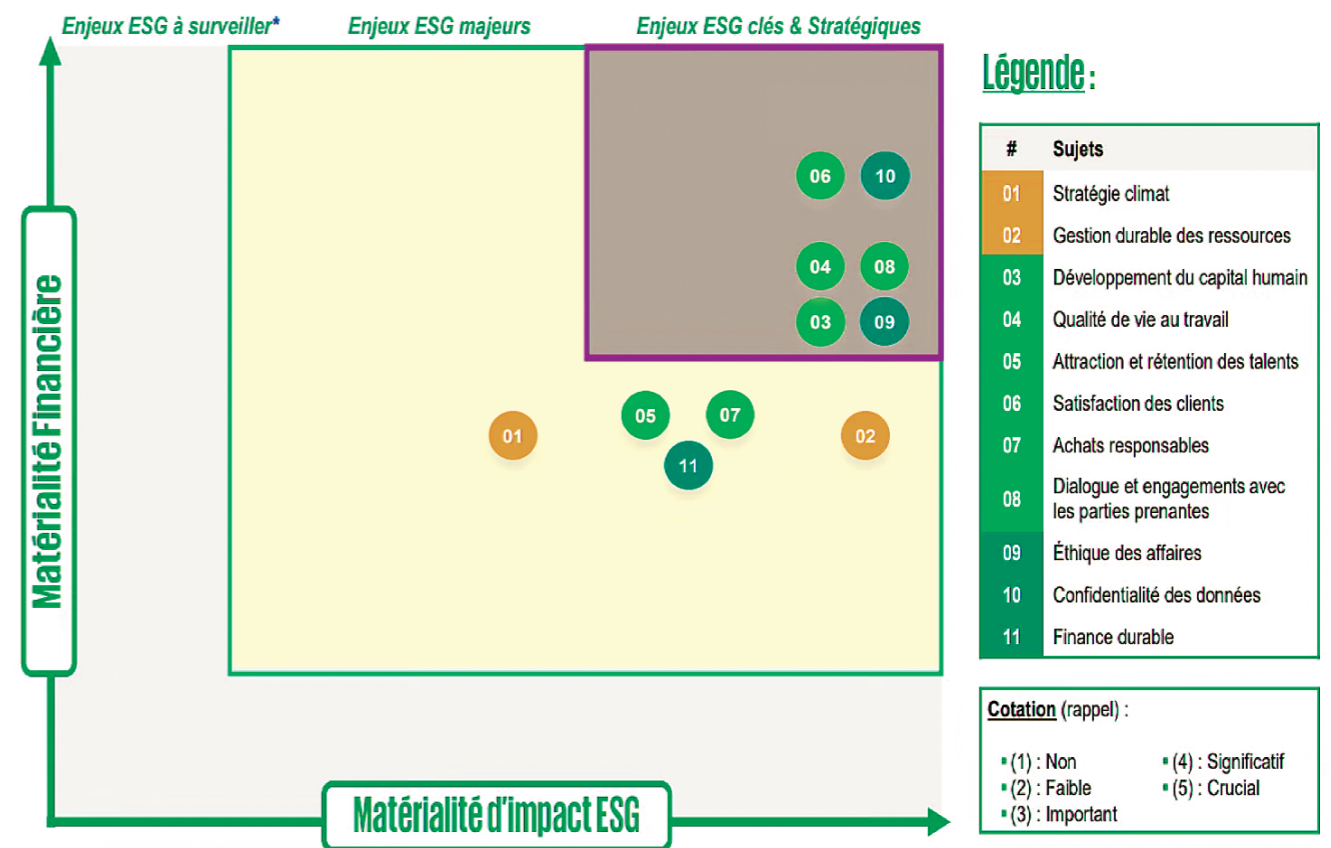 Enjeux ESG à surveiller*
Enjeux ESG majeurs
Enjeux ESG clés & Stratégiques
Matérialité Financière
06
10
04
08
03
09
05
07
01
02
11
Matérialité d'impact ESG
Légende :
# Sujets
01 Stratégie climat
02 Gestion durable des ressources
03 Développement du capital humain
04 Qualité de vie au travail
05 Attraction et rétention des talents
06 Satisfaction des clients
07 Achats responsables
08 Dialogue et engagements avec
les parties prenantes
09 Éthique des affaires
10 Confidentialité des données
11 Finance durable
Cotation (rappel) :
▪ (1) : Non
▪ (2) : Faible
▪ (3) : Important
▪ (4) : Significatif
▪ (5) : Crucial